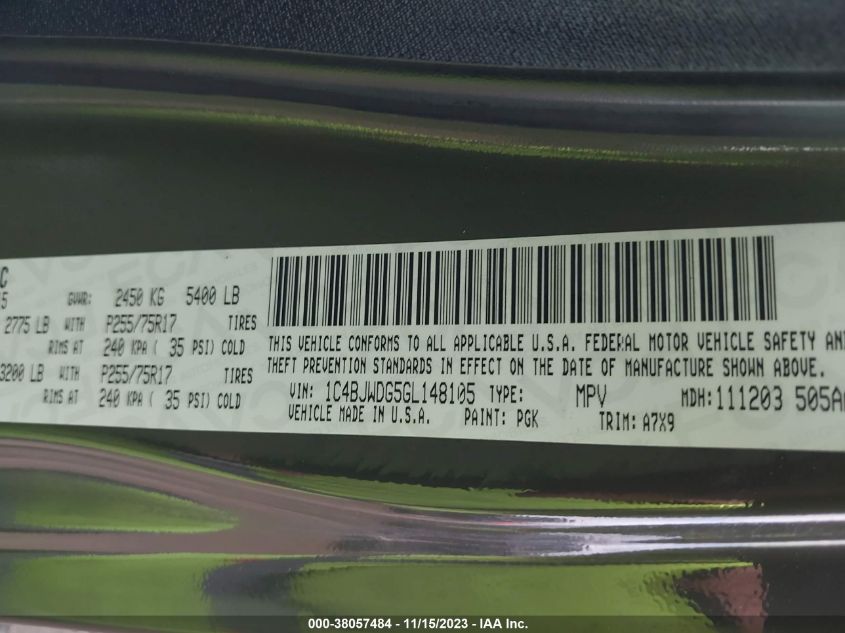 C
5 GVWR: 2450 KG 5400 LB
2775 LB WITH P255/75R17 TIRES
RIMS AT 240 KPA ( 35 PSI) COLD
3200 LB WITH P255/75R17 TIRES
RIMS AT 240 KPA ( 35 PSI) COLD
THIS VEHICLE CONFORMS TO ALL APPLICABLE U.S.A. FEDERAL MOTOR VEHICLE SAFETY AN
THEFT PREVENTION STANDARDS IN EFFECT ON THE DATE OF MANUFACTURE SHOWN ABOVE.
VIN: 1C4BJWDG5GL148105 TYPE: MPV MDH: 111203 505A
VEHICLE MADE IN U.S.A. PAINT: PGK TRIM: A7X9
000-38057484 - 11/15/2023 - IAA Inc.